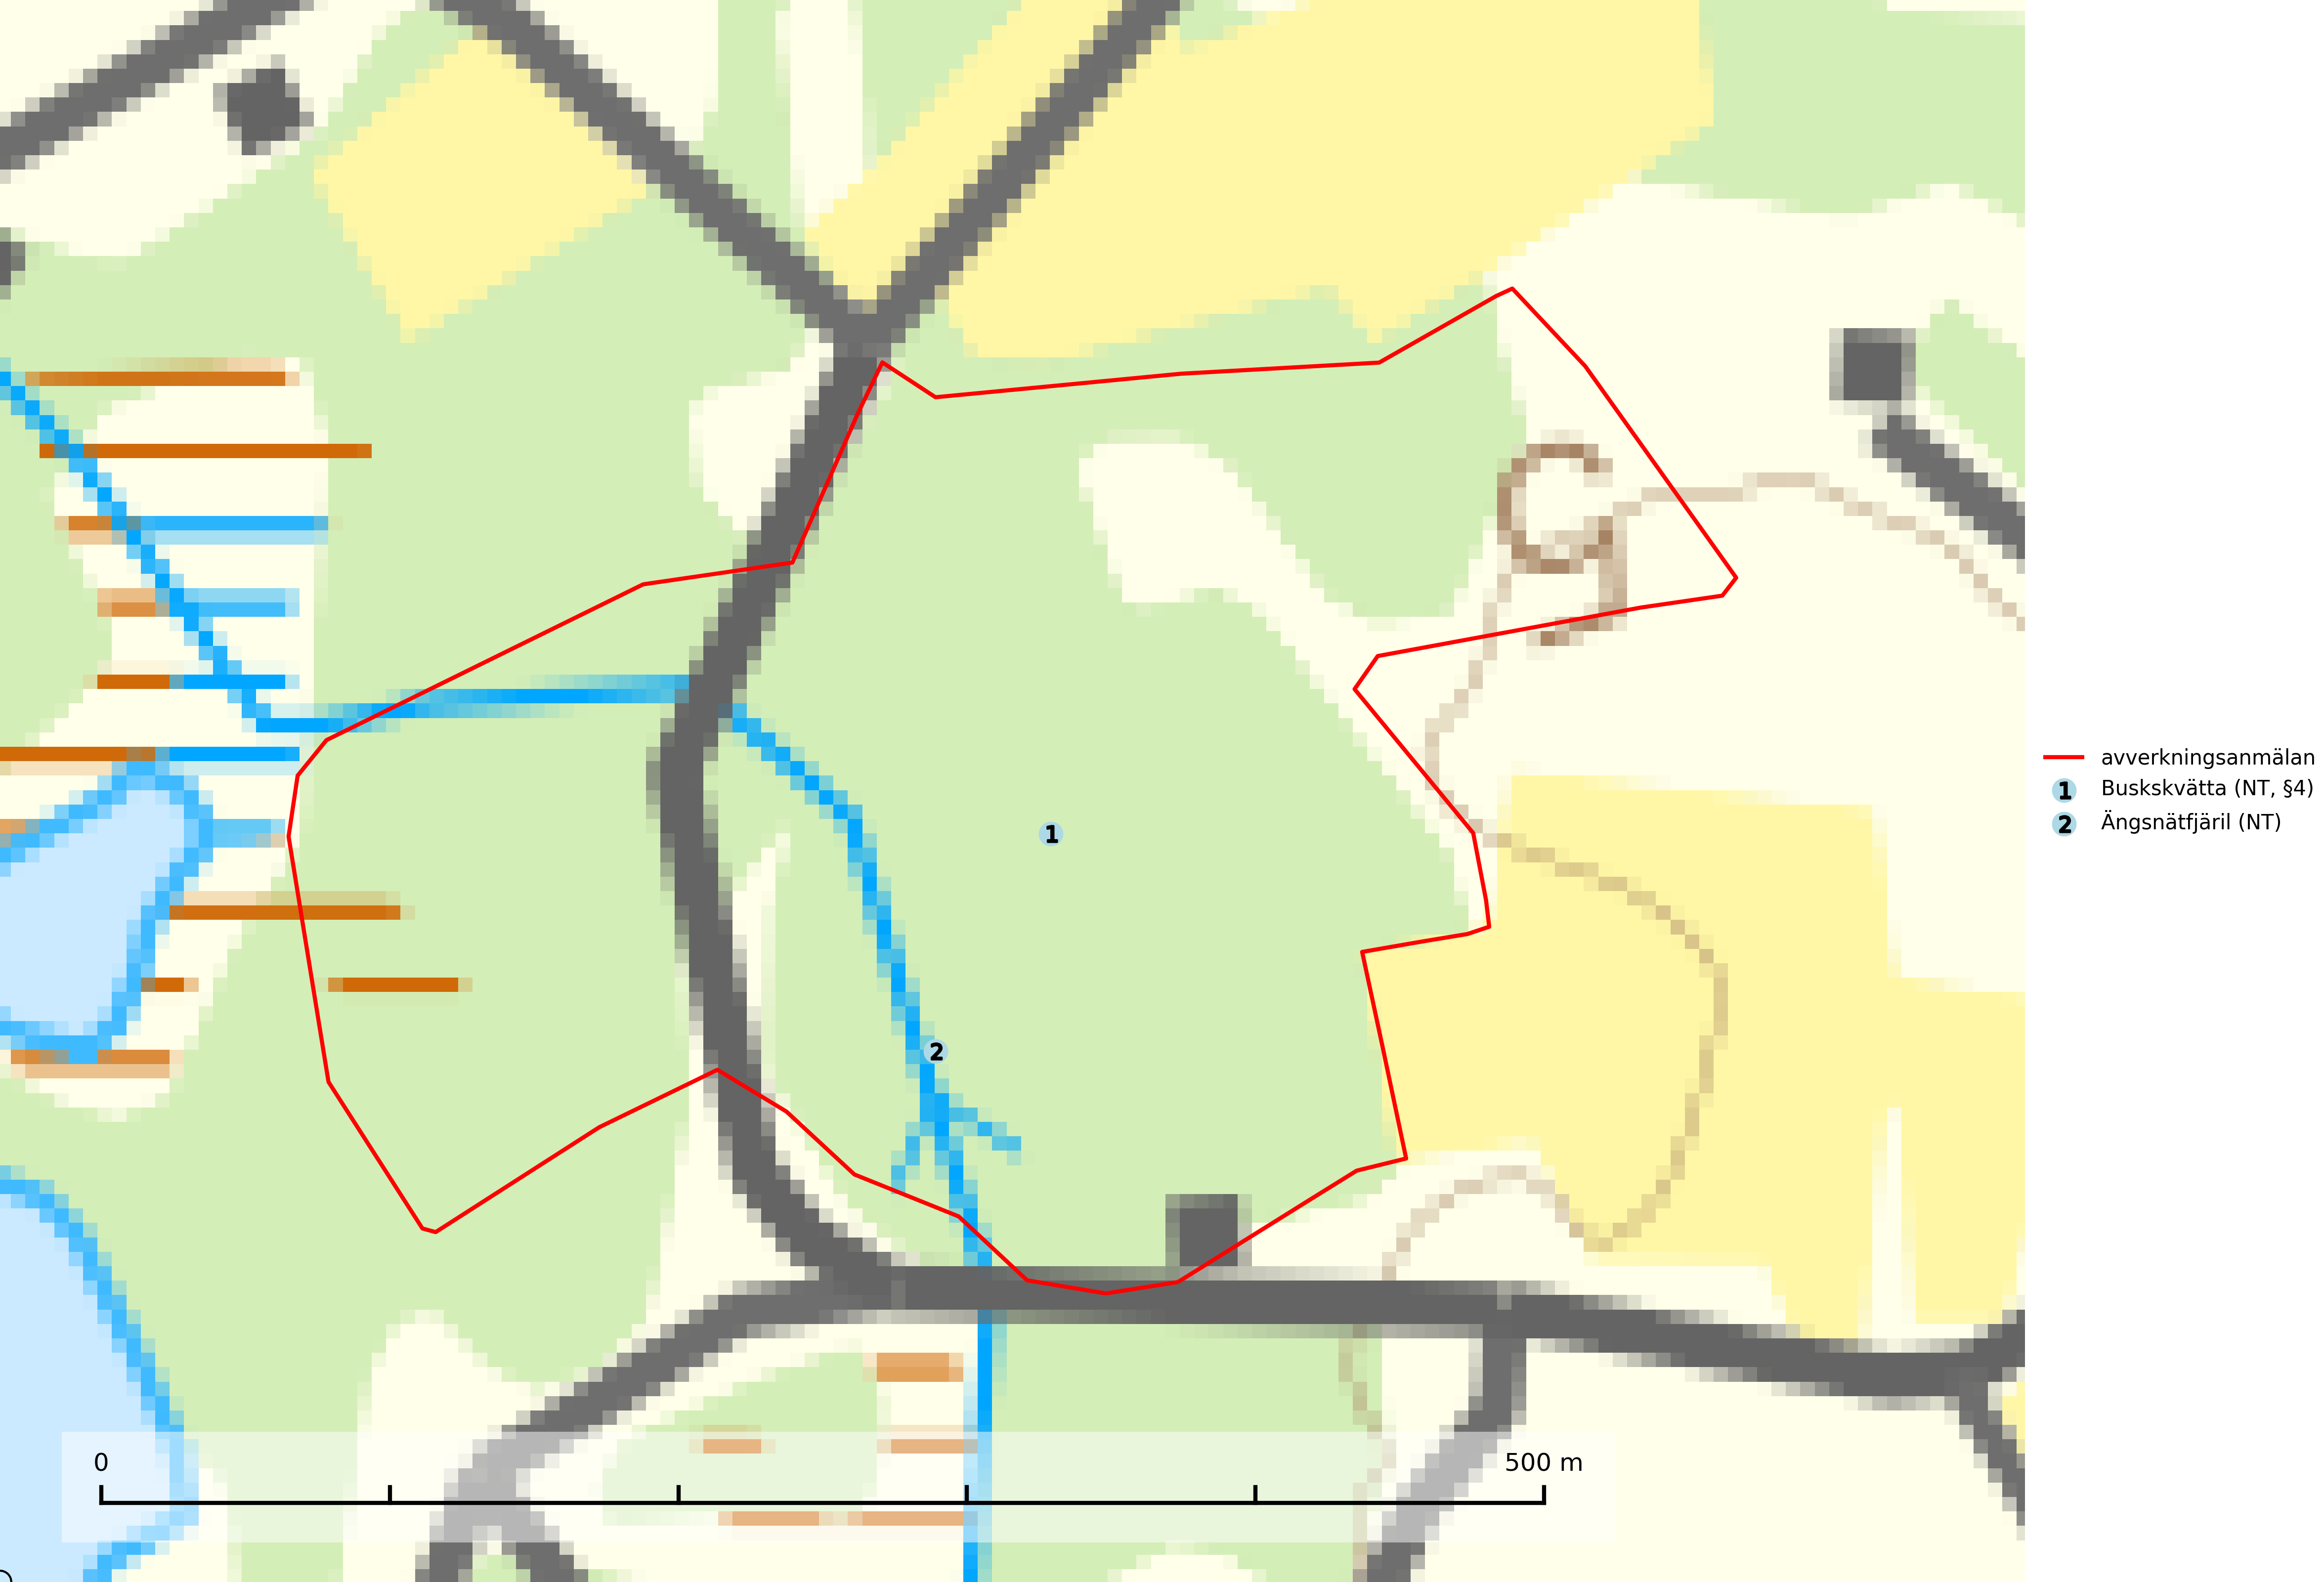 1
2
avverkningsanmälan
1 Buskskvätta (NT, §4)
2 Ängsnätfjäril (NT)
0 500 m